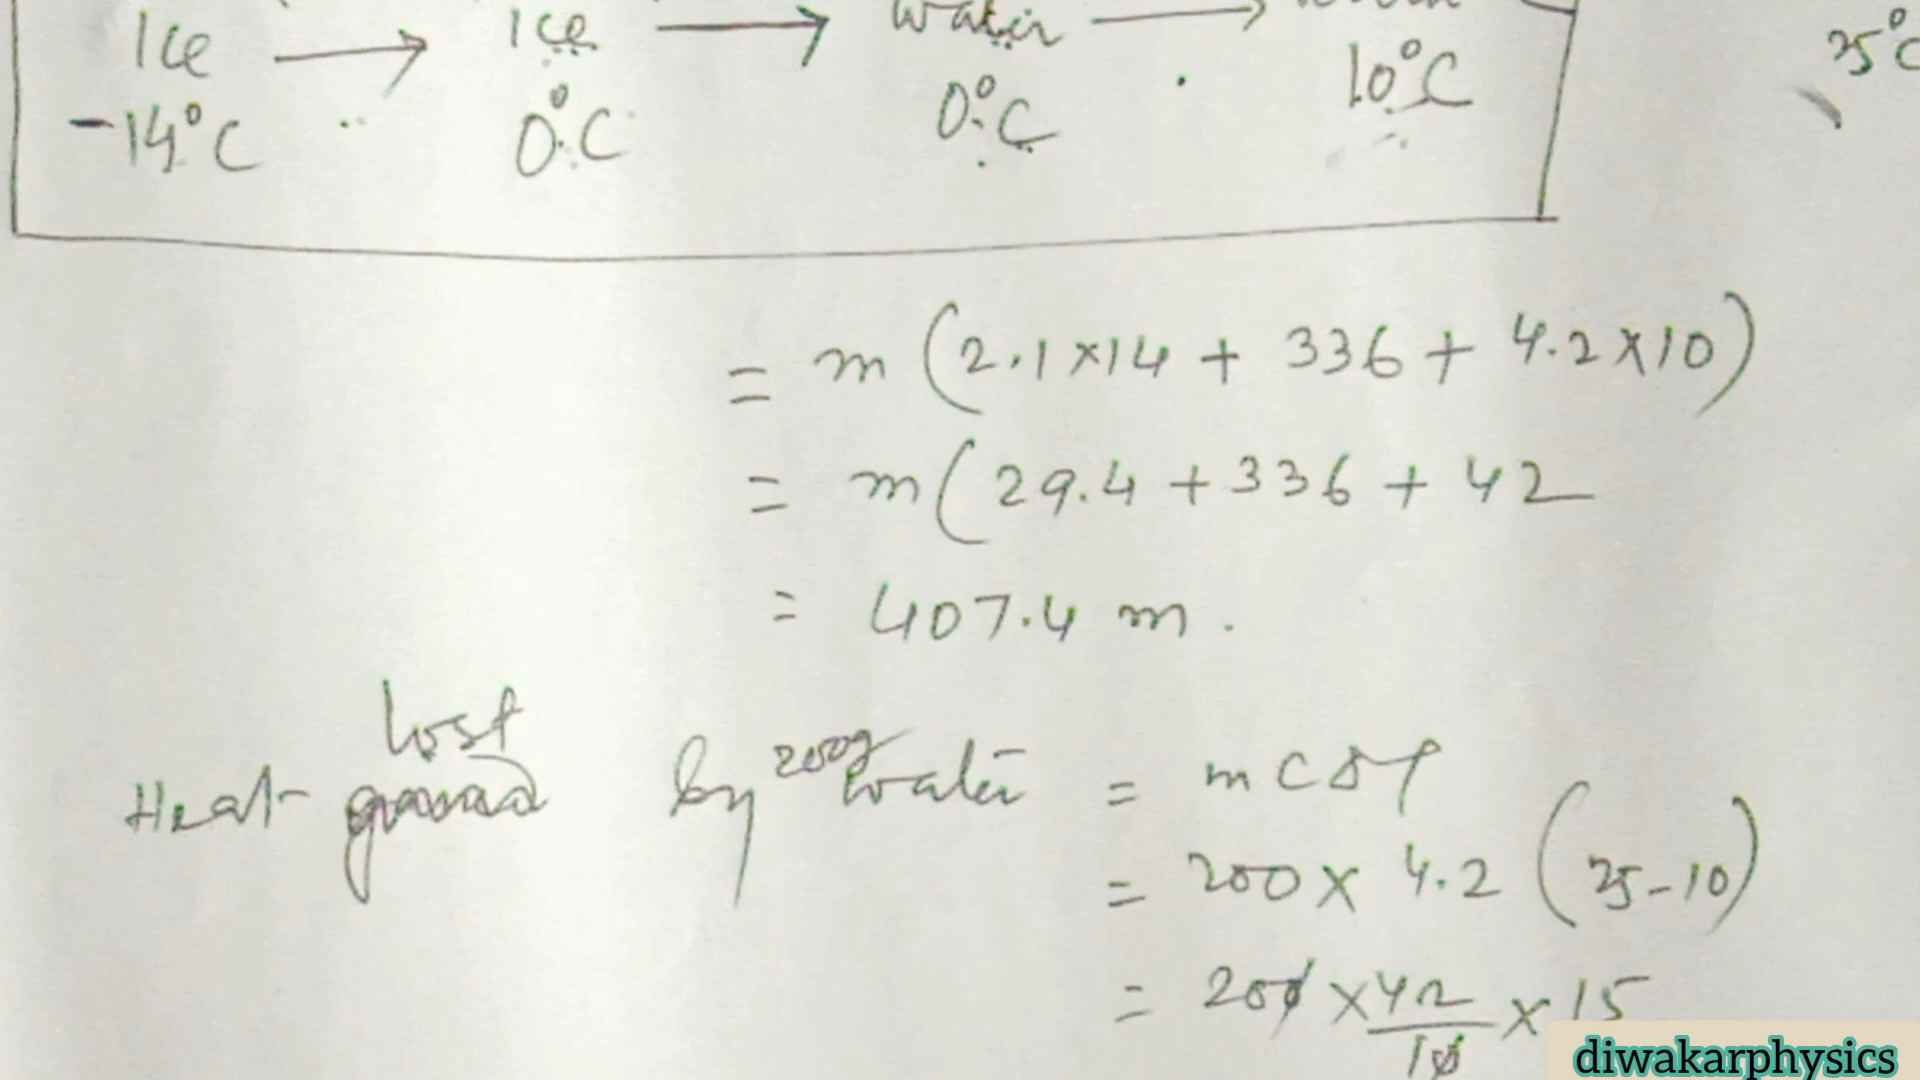 Ice → Ice → Water →
-14°C 0°C 0°C 10°C 25°C
= m (2.1×14 + 336 + 4.2×10)
= m (29.4 + 336 + 42
= 407.4 m.
lost
Heat by 200g water = mcΔT
= 200 × 4.2 (25-10)
= 200 × 42/10 × 15
diwakarphysics